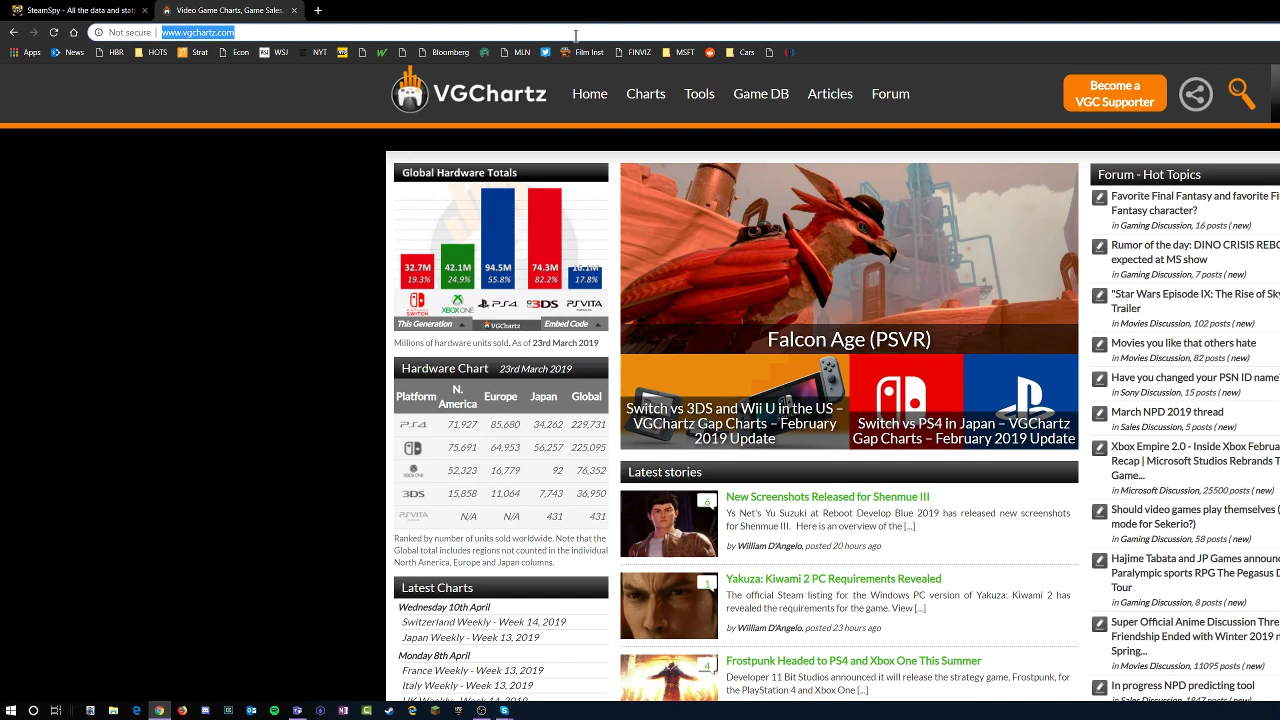 SteamSpy - All the data and stats
Video Game Charts, Game Sales,
Not secure
www.vgchartz.com
Apps
News
HBR
HOTS
Strat
Econ
WSJ
NYT
Bloomberg
MLN
Film Inst
FINVIZ
MSFT
Cars
VGChartz
Home
Charts
Tools
Game DB
Articles
Forum
Become a
VGC Supporter
Global Hardware Totals
32.7M 42.1M 94.5M 74.3M 16.1M
19.3% 24.9% 55.8% 82.2% 17.8%
NINTENDO SWITCH XBOX ONE PS4 3DS PSVITA
This Generation VGChartz Embed Code
Millions of hardware units sold. As of 23rd March 2019
Hardware Chart 23rd March 2019
Platform N. America Europe Japan Global
PS4 71,927 85,680 34,262 229,731
75,691 64,953 56,257 225,095
XBOX ONE 52,323 16,779 92 76,352
3DS 15,858 11,064 7,743 36,950
PSVITA N/A N/A 431 431
Ranked by number of units sold worldwide. Note that the
Global total includes regions not counted in the individual
North America, Europe and Japan columns.
Latest Charts
Wednesday 10th April
Switzerland Weekly - Week 14, 2019
Japan Weekly - Week 13, 2019
Monday 8th April
France Weekly - Week 13, 2019
Italy Weekly - Week 13, 2019
Falcon Age (PSVR)
Switch vs 3DS and Wii U in the US –
VGChartz Gap Charts – February
2019 Update
Switch vs PS4 in Japan – VGChartz
Gap Charts – February 2019 Update
Latest stories
6
New Screenshots Released for Shenmue III
Ys Net's Yu Suzuki at Reboot Develop Blue 2019 has released new screenshots
for Shenmue III. Here is an overview of the [...]
by William D'Angelo, posted 20 hours ago
1
Yakuza: Kiwami 2 PC Requirements Revealed
The official Steam listing for the Windows PC version of Yakuza: Kiwami 2 has
revealed the requirements for the game. View [...]
by William D'Angelo, posted 23 hours ago
4
Frostpunk Headed to PS4 and Xbox One This Summer
Developer 11 Bit Studios announced it will release the strategy game, Frostpunk, for
the PlayStation 4 and Xbox One [...]
Forum - Hot Topics
Favorite Final Fantasy and favorite Fi
Fantasy character?
in Gaming Discussion, 16 posts ( new)
Rumor of the day: DINO CRISIS REBO
expected at MS show
in Gaming Discussion, 7 posts ( new)
"Star Wars Episode IX: The Rise of Sky
Trailer
in Movies Discussion, 102 posts ( new)
Movies you like that others hate
in Movies Discussion, 82 posts ( new)
Have you changed your PSN ID name?
in Sony Discussion, 15 posts ( new)
March NPD 2019 thread
in Sales Discussion, 5 posts ( new)
Xbox Empire 2.0 - Inside Xbox Februa
Recap | Microsoft Studios Rebrands T
Game...
in Microsoft Discussion, 25500 posts ( new)
Should video games play themselves (
mode for Sekerio?)
in Gaming Discussion, 58 posts ( new)
Hajime Tabata and JP Games announc
Paralympic sports RPG The Pegasus D
Tour
in Gaming Discussion, 8 posts ( new)
Super Official Anime Discussion Thre
Friendship Ended with Winter 2019 n
Spring...
in Movies Discussion, 11095 posts ( new)
In progress NPD predicting tool